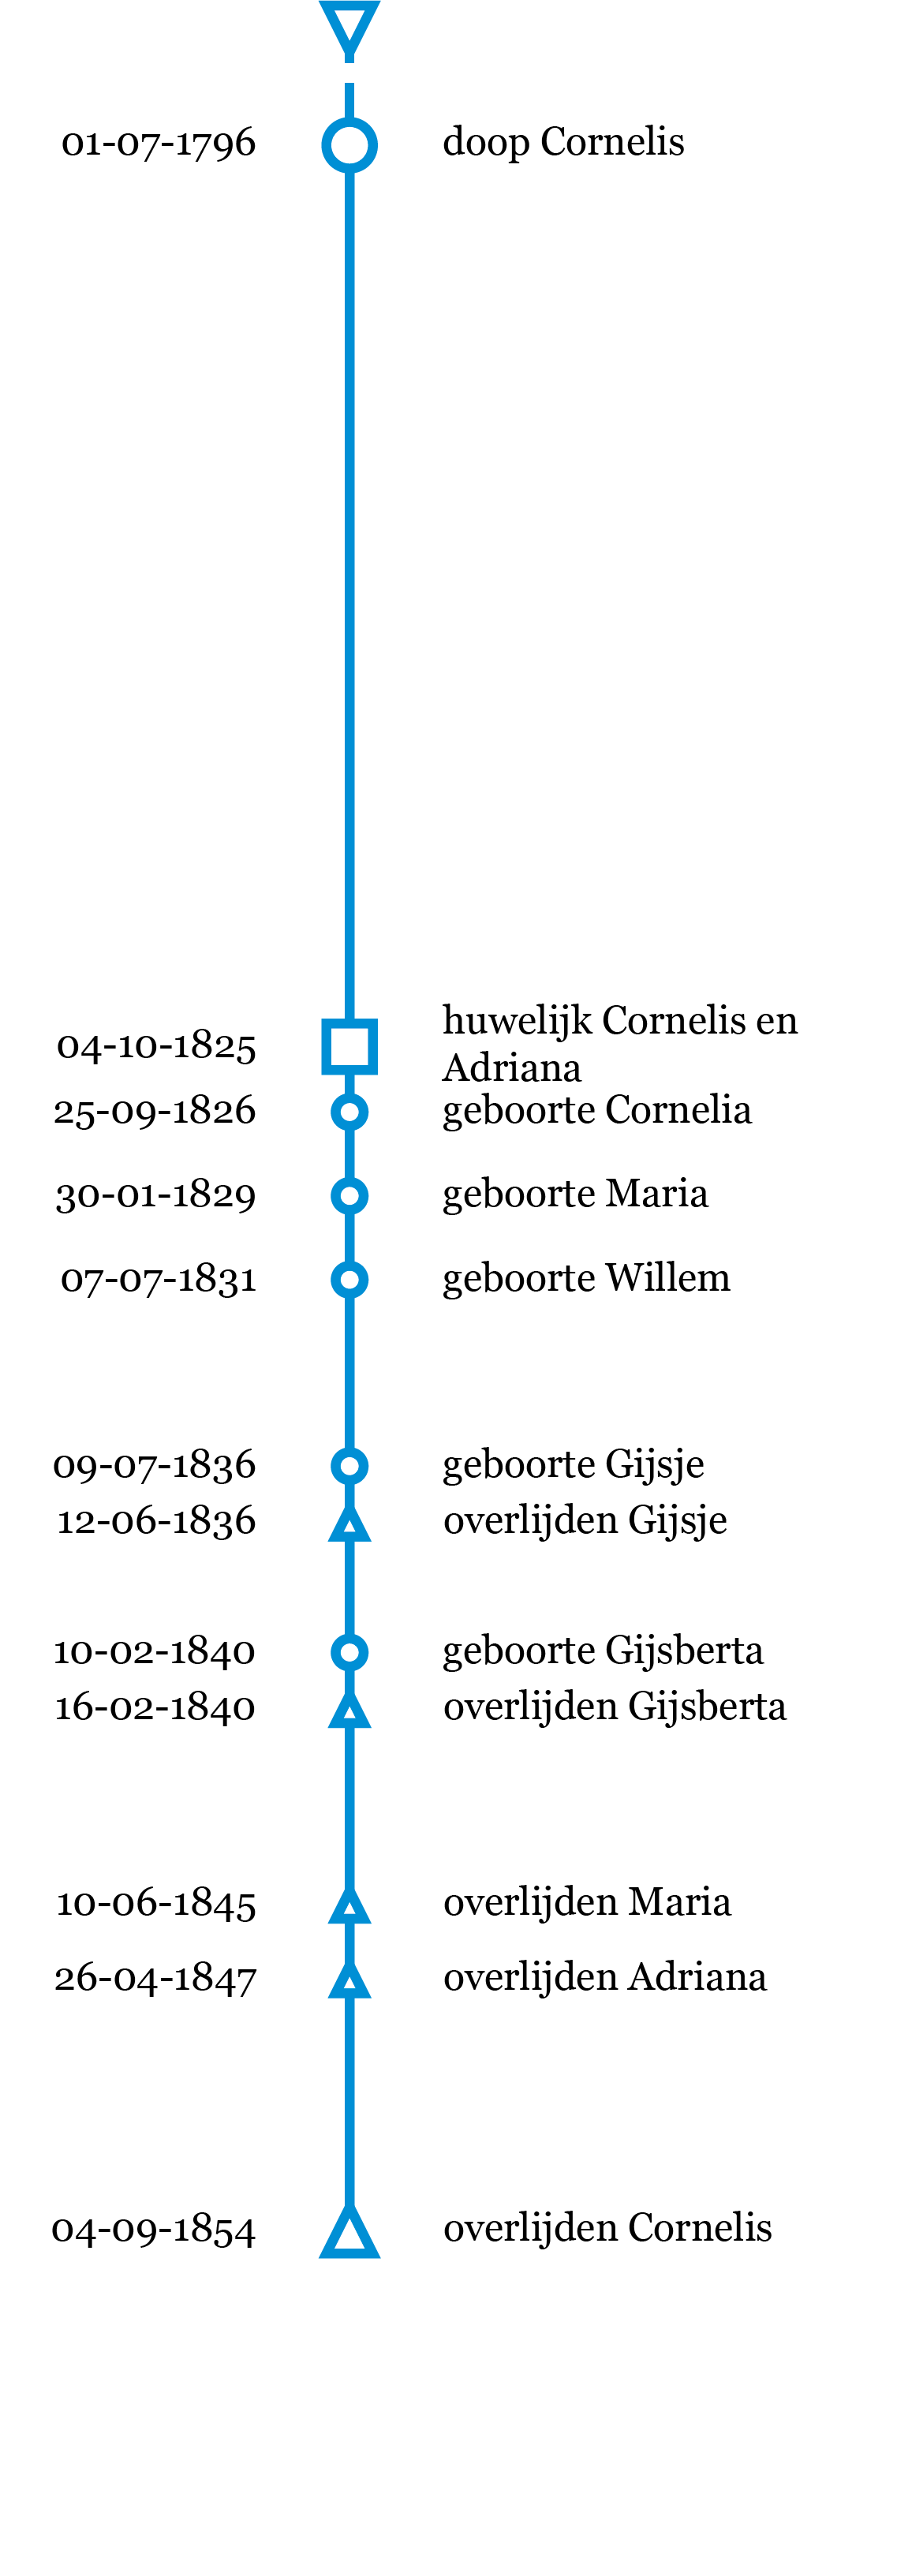 01-07-1796 doop Cornelis
04-10-1825 huwelijk Cornelis en
Adriana
25-09-1826 geboorte Cornelia
30-01-1829 geboorte Maria
07-07-1831 geboorte Willem
09-07-1836 geboorte Gijsje
12-06-1836 overlijden Gijsje
10-02-1840 geboorte Gijsberta
16-02-1840 overlijden Gijsberta
10-06-1845 overlijden Maria
26-04-1847 overlijden Adriana
04-09-1854 overlijden Cornelis